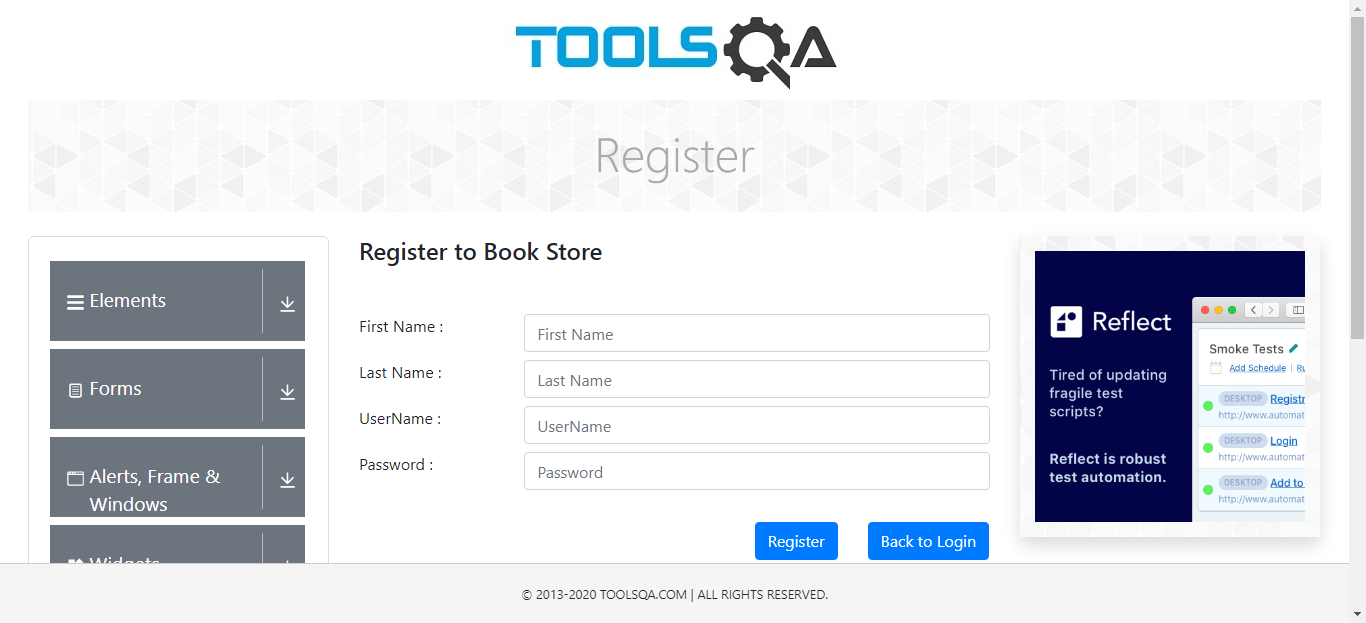 TOOLSQA
Register
Elements
Forms
Alerts, Frame &
Windows
Widgets
Register to Book Store
First Name :
First Name
Last Name :
Last Name
UserName :
UserName
Password :
Password
Register
Back to Login
Reflect
Tired of updating
fragile test
scripts?
Reflect is robust
test automation.
Smoke Tests
Add Schedule | Ru
DESKTOP Registr
http://www.automat
DESKTOP Login
http://www.automat
DESKTOP Add to
http://www.automat
© 2013-2020 TOOLSQA.COM | ALL RIGHTS RESERVED.